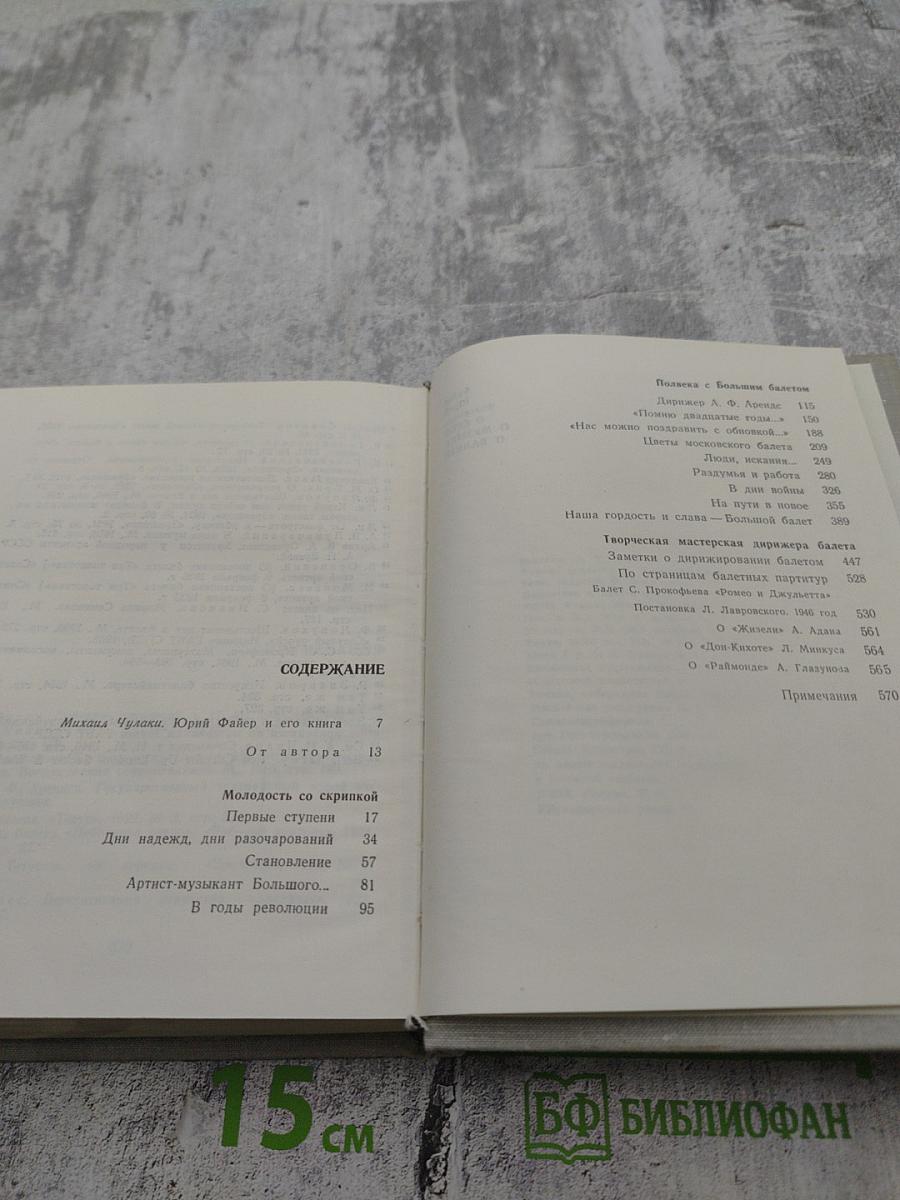 СОДЕРЖАНИЕ
Михаил Чулаки. Юрий Файер и его книга 7
От автора 13
Молодость со скрипкой
Первые ступени 17
Дни надежд, дни разочарований 34
Становление 57
Артист-музыкант Большого... 81
В годы революции 95
Полвека с Большим балетом
Дирижер А. Ф. Арендс 115
«Помню двадцатые годы...» 150
«Нас можно поздравить с обновкой...» 188
Цветы московского балета 209
Люди, искания... 249
Раздумья и работа 280
В дни войны 326
На пути в новое 355
Наша гордость и слава — Большой балет 389
Творческая мастерская дирижера балета
Заметки о дирижировании балетом 447
По страницам балетных партитур 528
Балет С. Прокофьева «Ромео и Джульетта»
Постановка Л. Лавровского. 1946 год 530
О «Жизели» А. Адана 561
О «Дон-Кихоте» Л. Минкуса 564
О «Раймонде» А. Глазунова 565
Примечания 570
15 см
БФ БИБЛИОФАН